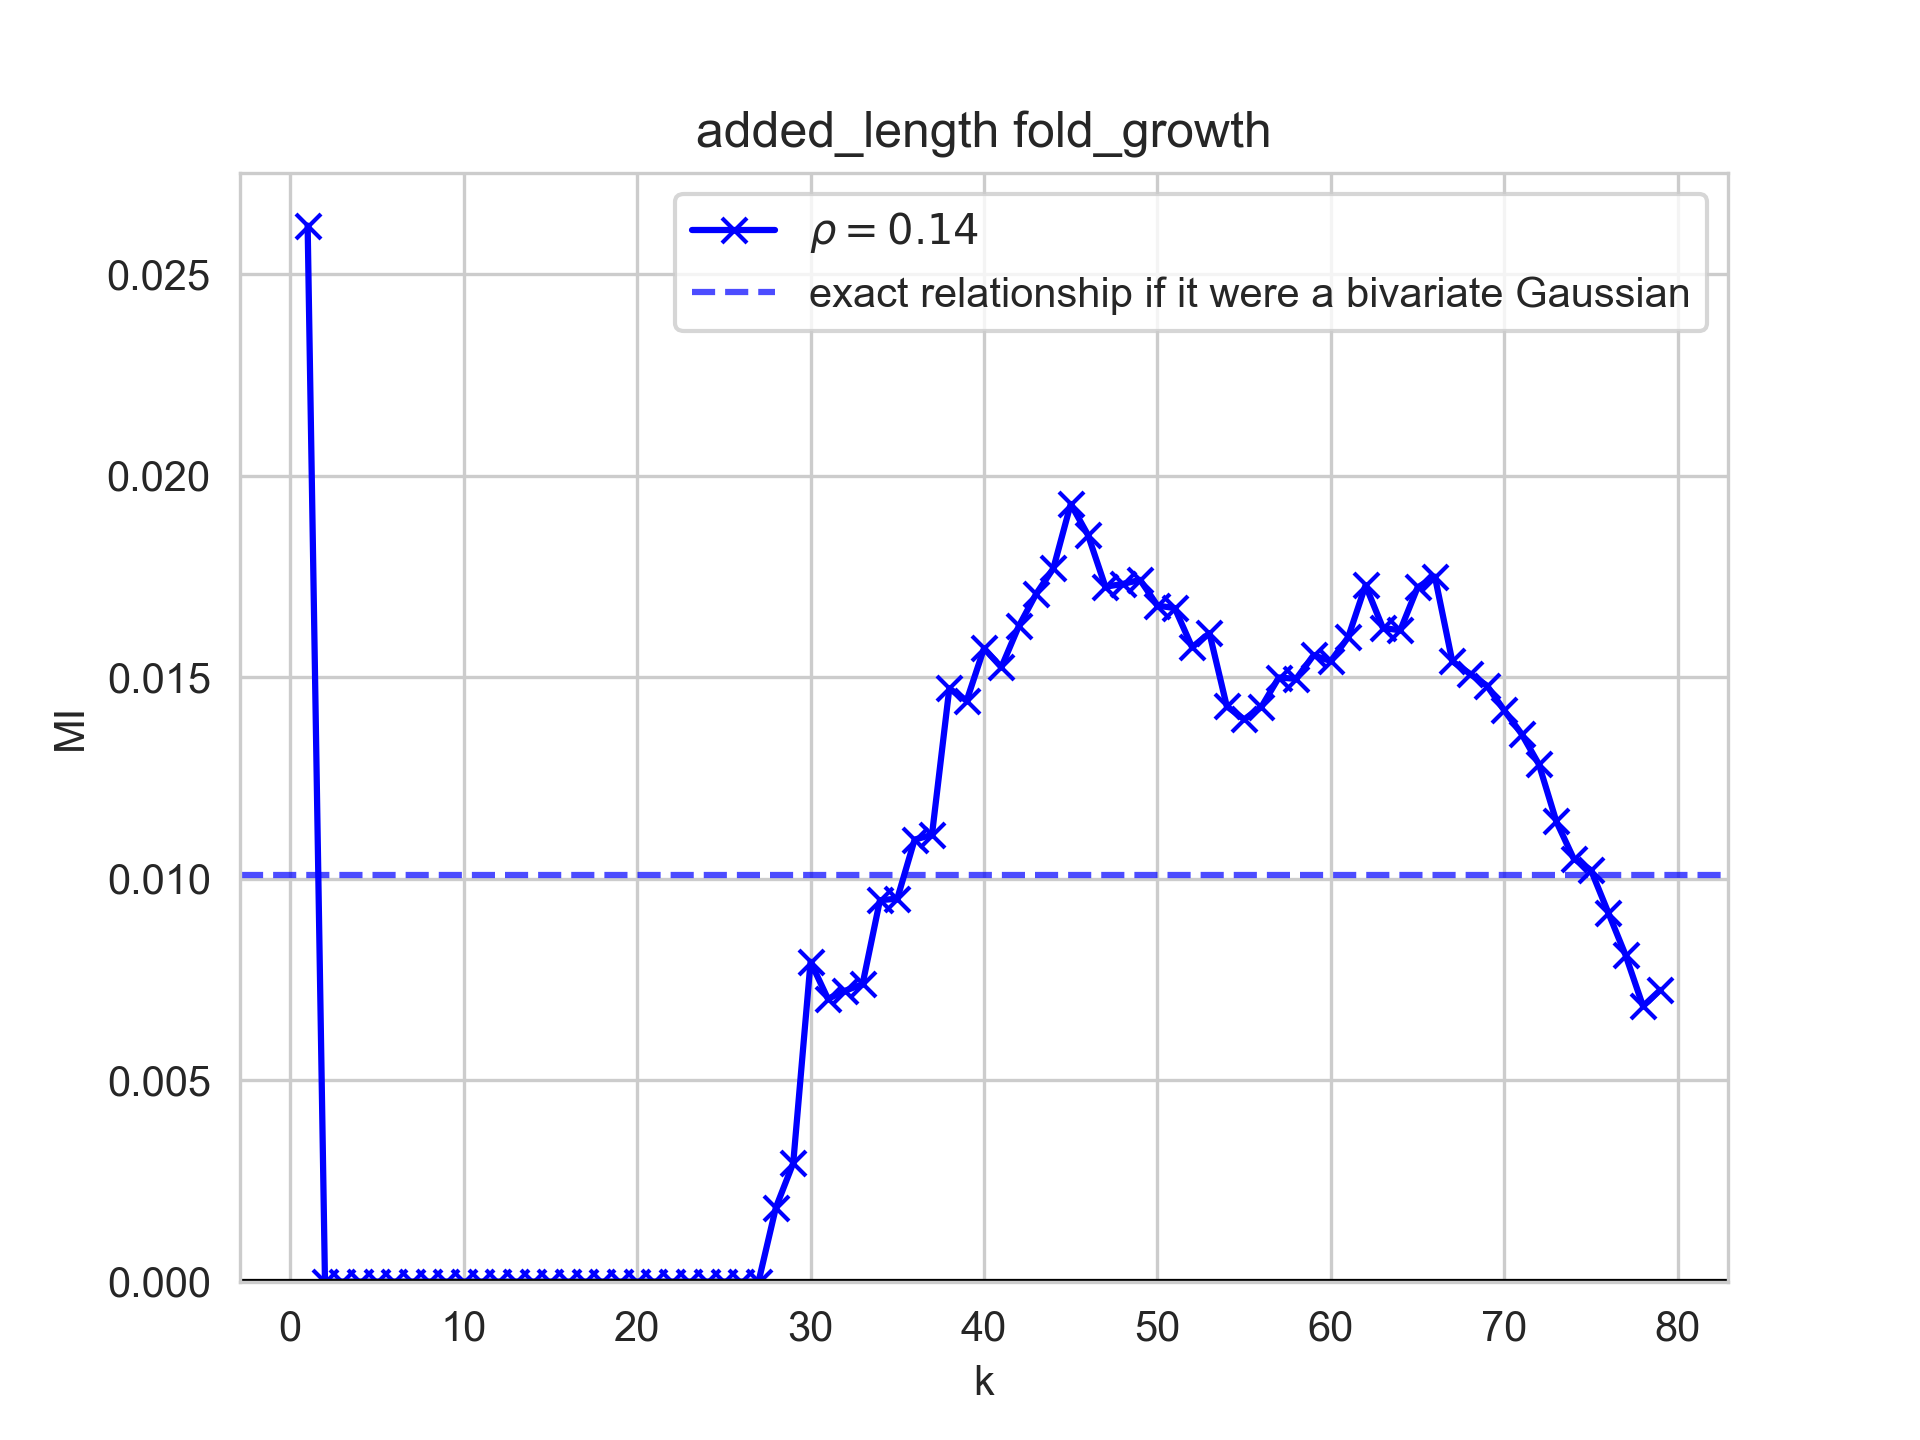 added_length fold_growth
ρ = 0.14
exact relationship if it were a bivariate Gaussian
MI
0.025
0.020
0.015
0.010
0.005
0.000
0 10 20 30 40 50 60 70 80
k